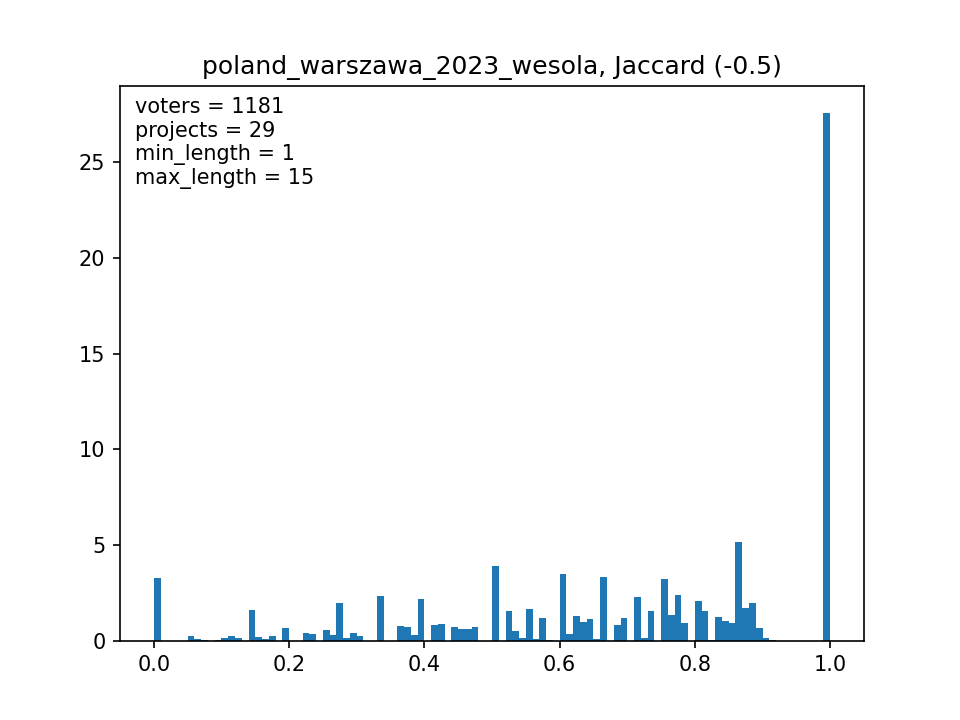 poland_warszawa_2023_wesola, Jaccard (-0.5)
voters = 1181
projects = 29
min_length = 1
max_length = 15
25
20
15
10
5
0
0.0 0.2 0.4 0.6 0.8 1.0